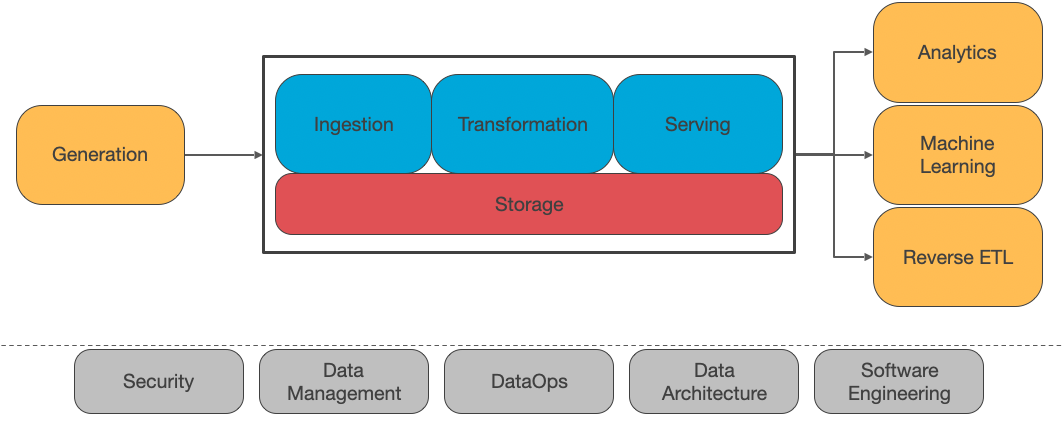 Generation
Ingestion
Transformation
Serving
Storage
Analytics
Machine
Learning
Reverse ETL
Security
Data
Management
DataOps
Data
Architecture
Software
Engineering